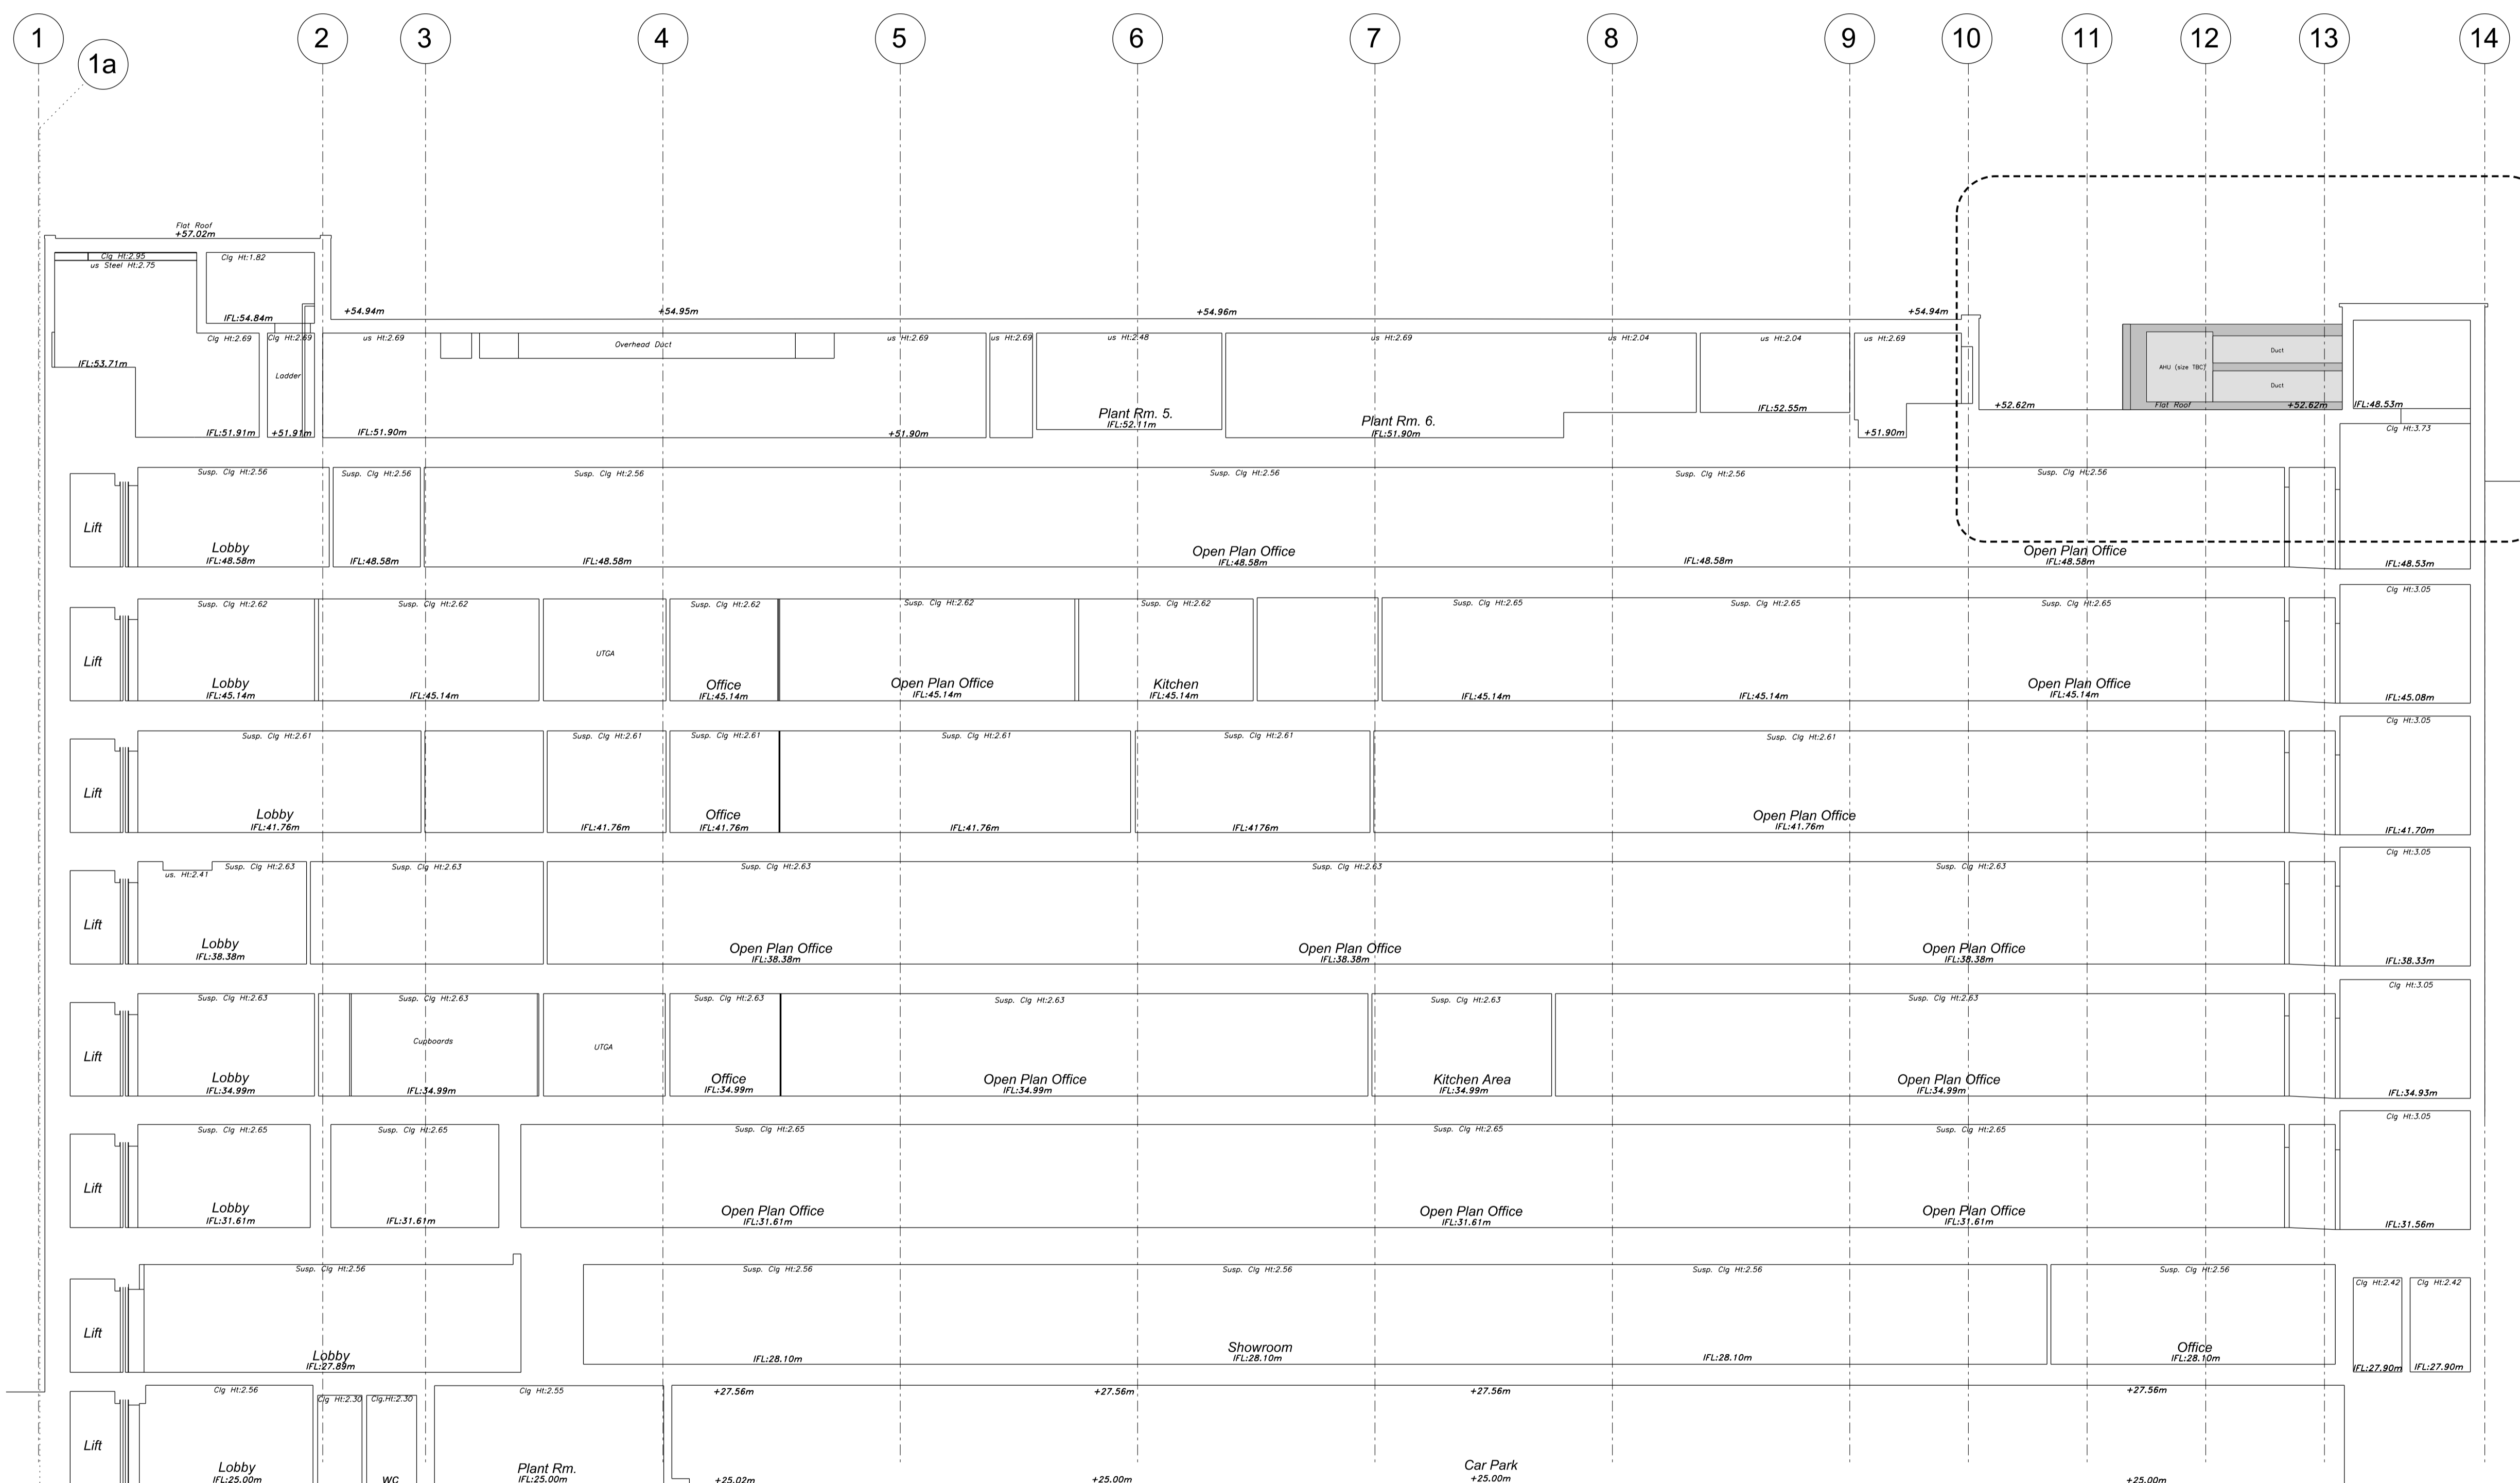 1 2 3 4 5 6 7 8 9 10 11 12 13 14
1a
Flat Roof
+57.02m
Clg Ht:2.95
us Steel Ht:2.75
Clg Ht:1.82
IFL:54.84m
+54.94m +54.95m +54.96m +54.94m
Clg Ht:2.69 Clg Ht:2.69 us Ht:2.69 Overhead Duct us Ht:2.69 us Ht:2.69 us Ht:2.48 us Ht:2.69 us Ht:2.04 us Ht:2.04 us Ht:2.69
Duct
AHU (size TBC)
Duct
IFL:53.71m
Ladder
Plant Rm. 5.
IFL:52.11m
Plant Rm. 6.
IFL:51.90m
IFL:52.55m
+52.62m Flat Roof +52.62m IFL:48.53m
IFL:51.91m +51.91m IFL:51.90m +51.90m +51.90m
Clg Ht:3.73
Susp. Clg Ht:2.56 Susp. Clg Ht:2.56 Susp. Clg Ht:2.56 Susp. Clg Ht:2.56 Susp. Clg Ht:2.56 Susp. Clg Ht:2.56
Lift
Lobby Open Plan Office Open Plan Office
IFL:48.58m IFL:48.58m IFL:48.58m IFL:48.58m IFL:48.58m IFL:48.58m IFL:48.53m
Clg Ht:3.05
Susp. Clg Ht:2.62 Susp. Clg Ht:2.62 Susp. Clg Ht:2.62 Susp. Clg Ht:2.62 Susp. Clg Ht:2.62 Susp. Clg Ht:2.65 Susp. Clg Ht:2.65 Susp. Clg Ht:2.65
Lift UTGA
Lobby Office Open Plan Office Kitchen Open Plan Office
IFL:45.14m IFL:45.14m IFL:45.14m IFL:45.14m IFL:45.14m IFL:45.14m IFL:45.14m IFL:45.14m IFL:45.08m
Clg Ht:3.05
Susp. Clg Ht:2.61 Susp. Clg Ht:2.61 Susp. Clg Ht:2.61 Susp. Clg Ht:2.61 Susp. Clg Ht:2.61 Susp. Clg Ht:2.61
Lift
Lobby Office Open Plan Office
IFL:41.76m IFL:41.76m IFL:41.76m IFL:41.76m IFL:4176m IFL:41.76m IFL:41.70m
Clg Ht:3.05
Susp. Clg Ht:2.63 Susp. Clg Ht:2.63 Susp. Clg Ht:2.63 Susp. Clg Ht:2.63 Susp. Clg Ht:2.63
us. Ht:2.41
Lift
Lobby Open Plan Office Open Plan Office Open Plan Office
IFL:38.38m IFL:38.38m IFL:38.38m IFL:38.38m IFL:38.33m
Clg Ht:3.05
Susp. Clg Ht:2.63 Susp. Clg Ht:2.63 Susp. Clg Ht:2.63 Susp. Clg Ht:2.63 Susp. Clg Ht:2.63 Susp. Clg Ht:2.63
Lift Cupboards UTGA
Lobby Office Open Plan Office Kitchen Area Open Plan Office
IFL:34.99m IFL:34.99m IFL:34.99m IFL:34.99m IFL:34.99m IFL:34.99m IFL:34.93m
Clg Ht:3.05
Susp. Clg Ht:2.65 Susp. Clg Ht:2.65 Susp. Clg Ht:2.65 Susp. Clg Ht:2.65 Susp. Clg Ht:2.65
Lift
Lobby Open Plan Office Open Plan Office Open Plan Office
IFL:31.61m IFL:31.61m IFL:31.61m IFL:31.61m IFL:31.61m IFL:31.56m
Susp. Clg Ht:2.56 Susp. Clg Ht:2.56 Susp. Clg Ht:2.56 Susp. Clg Ht:2.56 Susp. Clg Ht:2.56 Clg Ht:2.42 Clg Ht:2.42
Lift
Lobby Showroom Office
IFL:27.89m IFL:28.10m IFL:28.10m IFL:28.10m IFL:28.10m IFL:27.90m IFL:27.90m
Clg Ht:2.56 Clg Ht:2.30 Clg.Ht:2.30 Clg Ht:2.55 +27.56m +27.56m +27.56m +27.56m
Lift
Lobby WC Plant Rm. Car Park
IFL:25.00m IFL:25.00m +25.02m +25.00m +25.00m +25.00m